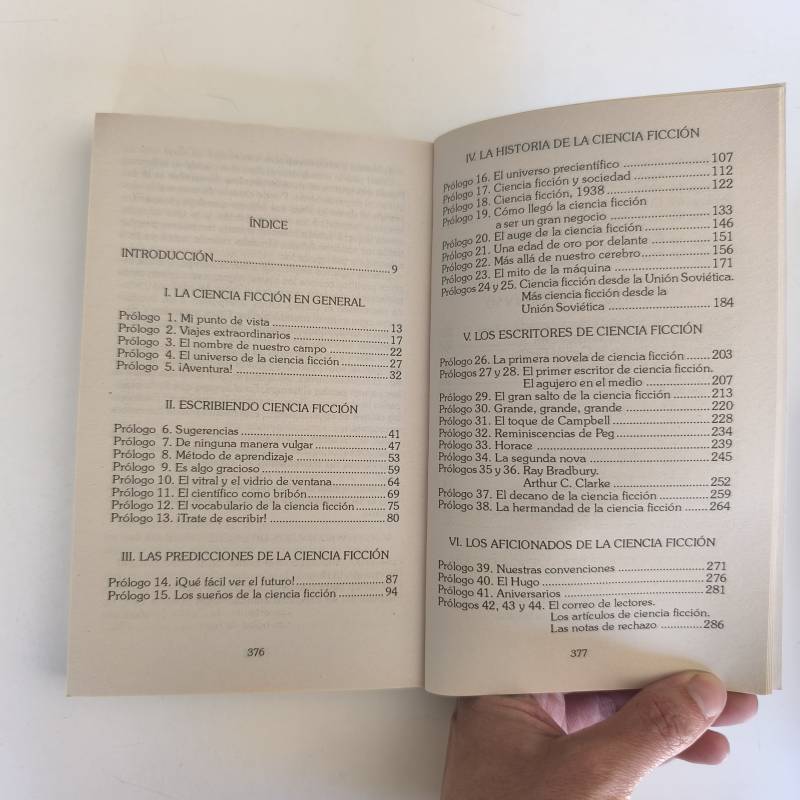 ÍNDICE
INTRODUCCIÓN 9
I. LA CIENCIA FICCIÓN EN GENERAL
Prólogo 1. Mi punto de vista 13
Prólogo 2. Viajes extraordinarios 17
Prólogo 3. El nombre de nuestro campo 22
Prólogo 4. El universo de la ciencia ficción 27
Prólogo 5. ¡Aventura! 32
II. ESCRIBIENDO CIENCIA FICCIÓN
Prólogo 6. Sugerencias 41
Prólogo 7. De ninguna manera vulgar 47
Prólogo 8. Método de aprendizaje 53
Prólogo 9. Es algo gracioso 59
Prólogo 10. El vitral y el vidrio de ventana 64
Prólogo 11. El científico como bribón 69
Prólogo 12. El vocabulario de la ciencia ficción 75
Prólogo 13. ¡Trate de escribir! 80
III. LAS PREDICCIONES DE LA CIENCIA FICCIÓN
Prólogo 14. ¡Qué fácil ver el futuro! 87
Prólogo 15. Los sueños de la ciencia ficción 94
376
IV. LA HISTORIA DE LA CIENCIA FICCIÓN
Prólogo 16. El universo precientífico 107
Prólogo 17. Ciencia ficción y sociedad 112
Prólogo 18. Ciencia ficción, 1938 122
Prólogo 19. Cómo llegó la ciencia ficción
a ser un gran negocio 133
Prólogo 20. El auge de la ciencia ficción 146
Prólogo 21. Una edad de oro por delante 151
Prólogo 22. Más allá de nuestro cerebro 156
Prólogo 23. El mito de la máquina 171
Prólogos 24 y 25. Ciencia ficción desde la Unión Soviética.
Más ciencia ficción desde la
Unión Soviética 184
V. LOS ESCRITORES DE CIENCIA FICCIÓN
Prólogo 26. La primera novela de ciencia ficción 203
Prólogos 27 y 28. El primer escritor de ciencia ficción.
El agujero en el medio 207
Prólogo 29. El gran salto de la ciencia ficción 213
Prólogo 30. Grande, grande, grande 220
Prólogo 31. El toque de Campbell 228
Prólogo 32. Reminiscencias de Peg 234
Prólogo 33. Horace 239
Prólogo 34. La segunda nova 245
Prólogos 35 y 36. Ray Bradbury.
Arthur C. Clarke 252
Prólogo 37. El decano de la ciencia ficción 259
Prólogo 38. La hermandad de la ciencia ficción 264
VI. LOS AFICIONADOS DE LA CIENCIA FICCIÓN
Prólogo 39. Nuestras convenciones 271
Prólogo 40. El Hugo 276
Prólogo 41. Aniversarios 281
Prólogos 42, 43 y 44. El correo de lectores.
Los artículos de ciencia ficción.
Las notas de rechazo 286
377